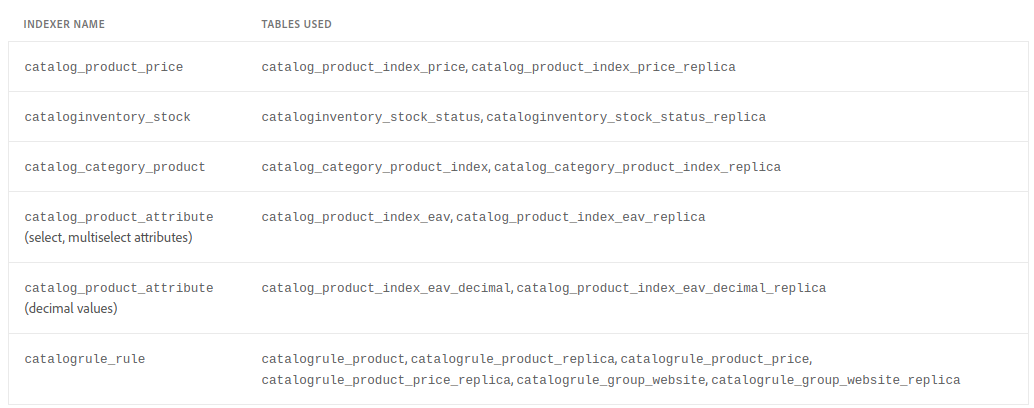 INDEXER NAME TABLES USED
catalog_product_price catalog_product_index_price, catalog_product_index_price_replica
cataloginventory_stock cataloginventory_stock_status, cataloginventory_stock_status_replica
catalog_category_product catalog_category_product_index, catalog_category_product_index_replica
catalog_product_attribute catalog_product_index_eav, catalog_product_index_eav_replica
(select, multiselect attributes)
catalog_product_attribute catalog_product_index_eav_decimal, catalog_product_index_eav_decimal_replica
(decimal values)
catalogrule_rule catalogrule_product, catalogrule_product_replica, catalogrule_product_price,
catalogrule_product_price_replica, catalogrule_group_website, catalogrule_group_website_replica